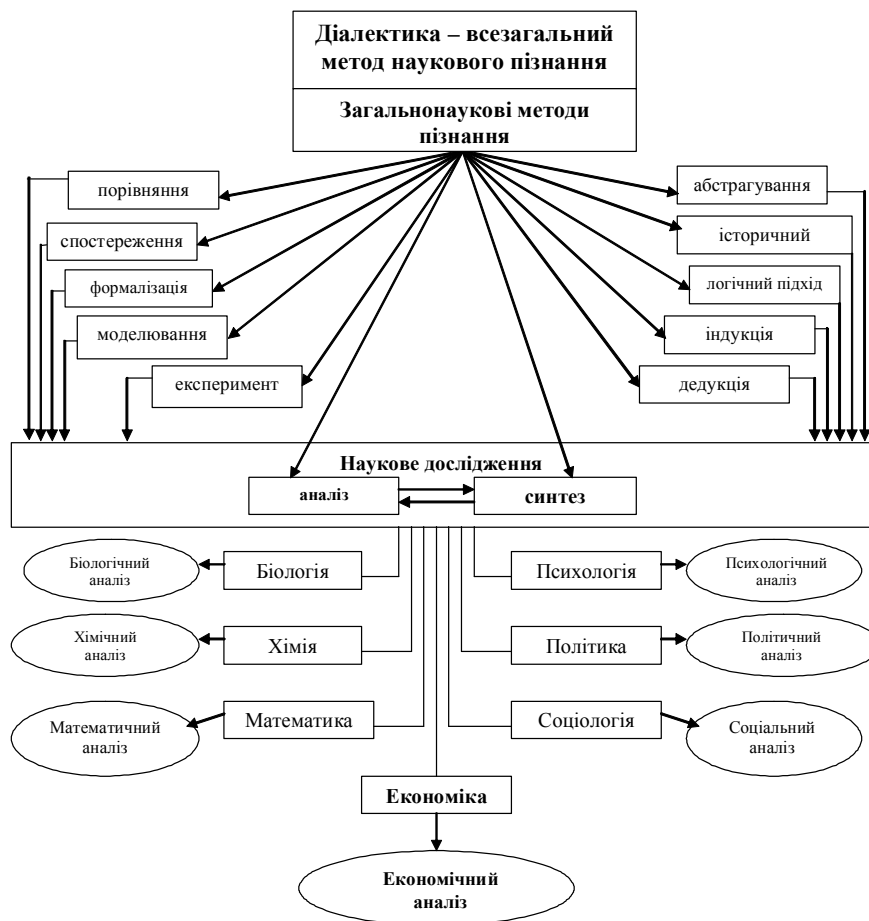 Діалектика – всезагальний
метод наукового пізнання
Загальнонаукові методи
пізнання
порівняння
абстрагування
спостереження
історичний
формалізація
логічний підхід
моделювання
індукція
експеримент
дедукція
Наукове дослідження
аналіз
синтез
Біологічний
аналіз
Біологія
Психологія
Психологічний
аналіз
Хімічний
аналіз
Хімія
Політика
Політичний
аналіз
Математичний
аналіз
Математика
Соціологія
Соціальний
аналіз
Економіка
Економічний
аналіз